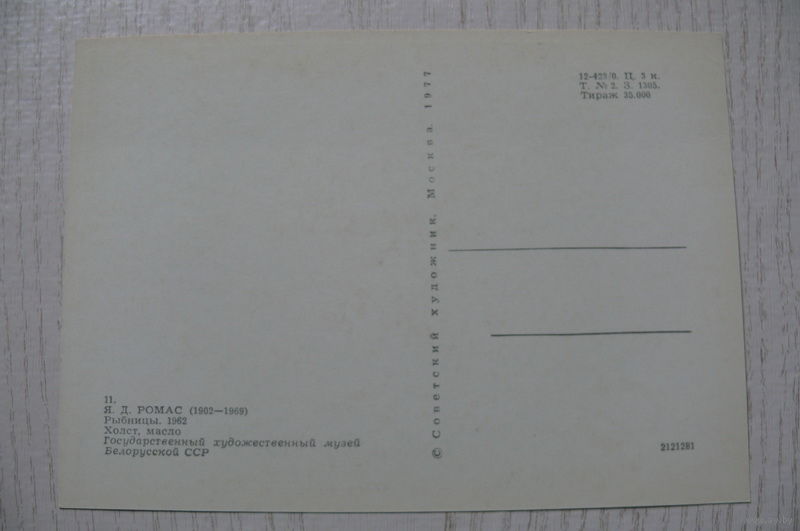 12-423/0. Ц. 3 к.
Т. № 2. З. 1305.
Тираж 35.000
© Советский художник. Москва. 1977
11.
Я. Д. РОМАС (1902—1969)
Рыбницы. 1962
Холст, масло
Государственный художественный музей
Белорусской ССР
2121281